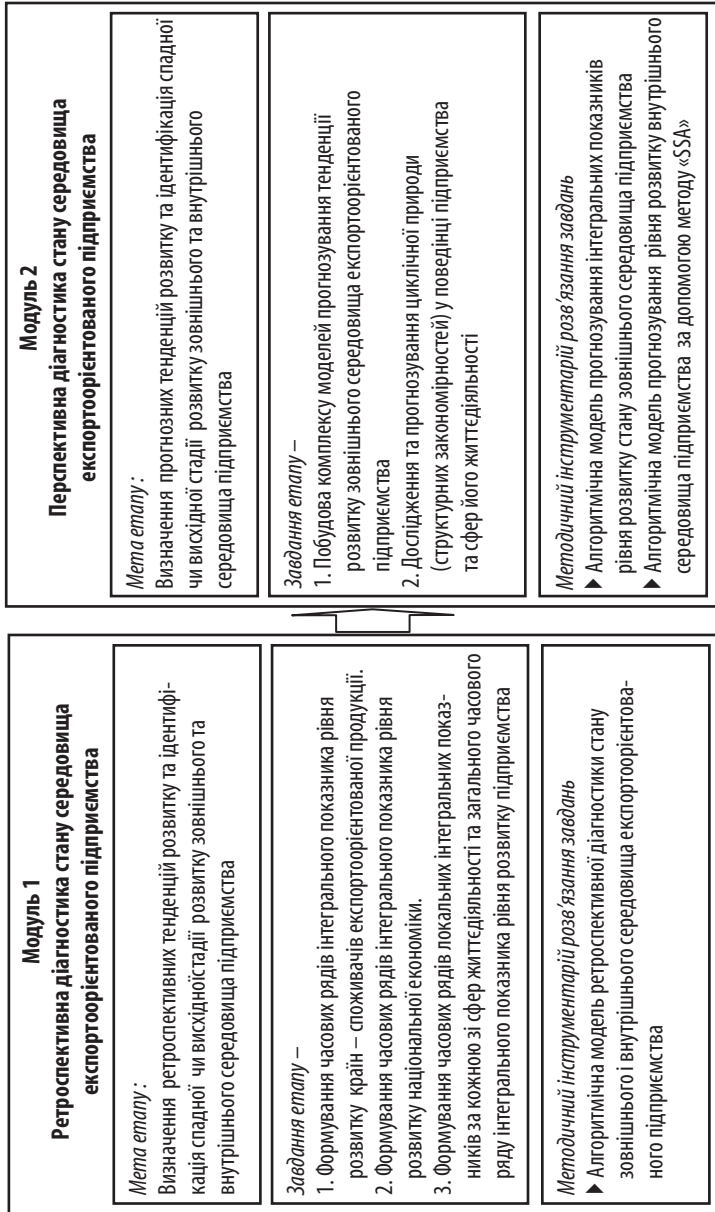 Модуль 1
Ретроспективна діагностика стану середовища
експортоорієнтованого підприємства
Мета етапу :
Визначення ретроспективних тенденцій розвитку та ідентифі-
кація спадної чи висхідноїстадії розвитку зовнішнього та
внутрішнього середовища підприємства
Завдання етапу –
1. Формування часових рядів інтегрального показника рівня
розвитку країн – споживачів експортоорієнтованої продукції.
2. Формування часових рядів інтегрального показника рівня
розвитку національної економіки.
3. Формування часових рядів локальних інтегральних показ-
ників за кожною зі сфер життєдіяльності та загального часового
ряду інтегрального показника рівня розвитку підприємства
Методичний інструментарій розв'язання завдань
▶ Алгоритмічна модель ретроспективної діагностики стану
зовнішнього і внутрішнього середовища експортоорієнтова-
ного підприємства
Модуль 2
Перспективна діагностика стану середовища
експортоорієнтованого підприємства
Мета етапу :
Визначення прогнозних тенденцій розвитку та ідентифікація спадної
чи висхідної стадії розвитку зовнішнього та внутрішнього
середовища підприємства
Завдання етапу –
1. Побудова комплексу моделей прогнозування тенденції
розвитку зовнішнього середовища експортоорієнтованого
підприємства
2. Дослідження та прогнозування циклічної природи
(структурних закономірностей) у поведінці підприємства
та сфер його життєдіяльності
Методичний інструментарій розв'язання завдань
▶ Алгоритмічна модель прогнозування інтегральних показників
рівня розвитку стану зовнішнього середовища підприємства
▶ Алгоритмічна модель прогнозування рівня розвитку внутрішнього
середовища підприємства за допомогою методу «SSA»